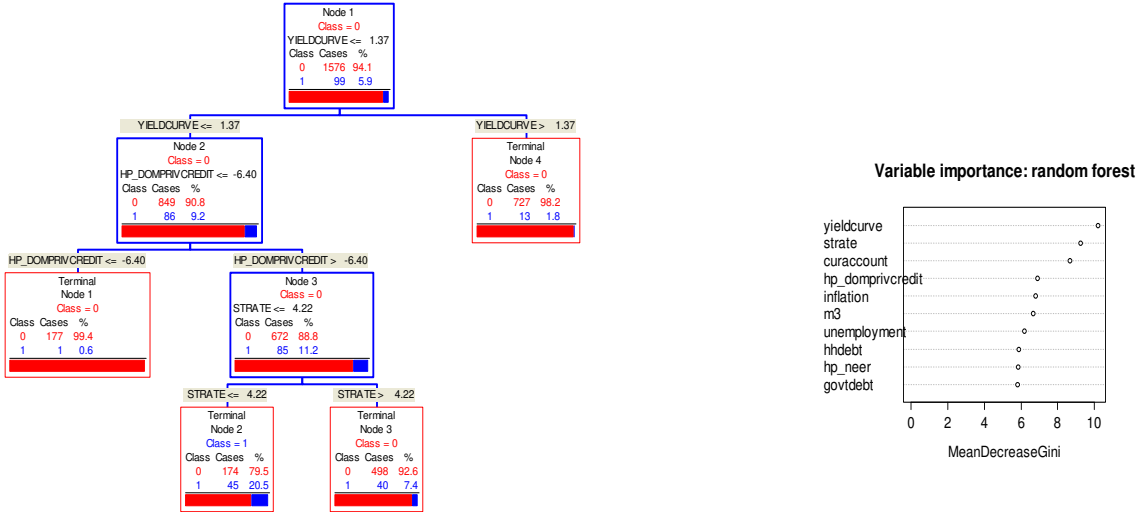 Node 1
Class = 0
YIELDCURVE <= 1.37
Class Cases %
0 1576 94.1
1 99 5.9
YIELDCURVE <= 1.37
YIELDCURVE > 1.37
Node 2
Class = 0
HP_DOMPRIVCREDIT <= -6.40
Class Cases %
0 849 90.8
1 86 9.2
Terminal
Node 4
Class = 0
Class Cases %
0 727 98.2
1 13 1.8
HP_DOMPRIVCREDIT <= -6.40
HP_DOMPRIVCREDIT > -6.40
Terminal
Node 1
Class = 0
Class Cases %
0 177 99.4
1 1 0.6
Node 3
Class = 0
STRATE <= 4.22
Class Cases %
0 672 88.8
1 85 11.2
STRATE <= 4.22
STRATE > 4.22
Terminal
Node 2
Class = 1
Class Cases %
0 174 79.5
1 45 20.5
Terminal
Node 3
Class = 0
Class Cases %
0 498 92.6
1 40 7.4
Variable importance: random forest
yieldcurve
strate
curaccount
hp_domprivcredit
inflation
m3
unemployment
hhdebt
hp_neer
govtdebt
0 2 4 6 8 10
MeanDecreaseGini